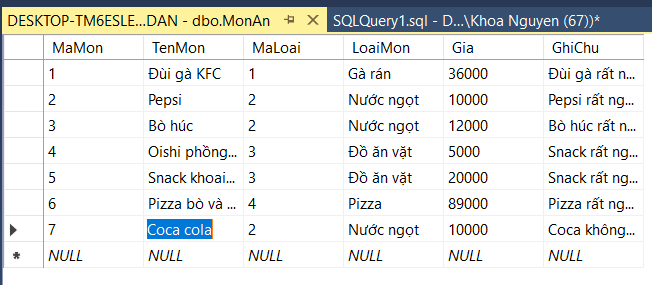 DESKTOP-TM6ESLE...DAN - dbo.MonAn SQLQuery1.sql - D...\Khoa Nguyen (67))*
MaMon TenMon MaLoai LoaiMon Gia GhiChu
1 Đùi gà KFC 1 Gà rán 36000 Đùi gà rất n...
2 Pepsi 2 Nước ngọt 10000 Pepsi rất ng...
3 Bò húc 2 Nước ngọt 12000 Bò húc rất n...
4 Oishi phồng... 3 Đồ ăn vặt 5000 Snack rất ng...
5 Snack khoai... 3 Đồ ăn vặt 20000 Snack rất ng...
6 Pizza bò và ... 4 Pizza 89000 Pizza rất ng...
7 Coca cola 2 Nước ngọt 10000 Coca không...
* NULL NULL NULL NULL NULL NULL